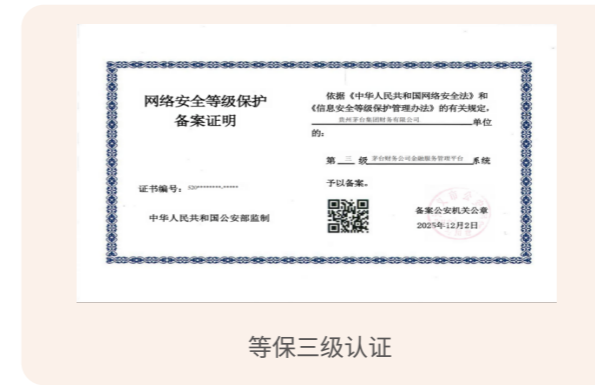 网络安全等级保护
备案证明
证书编号：520********-*****
中华人民共和国公安部监制
依据《中华人民共和国网络安全法》和
《信息安全等级保护管理办法》的有关规定，
贵州茅台集团财务有限公司 单位
的：
第 三 级 茅台财务公司金融服务管理平台 系统
予以备案。
备案公安机关公章
2025年12月2日
等保三级认证